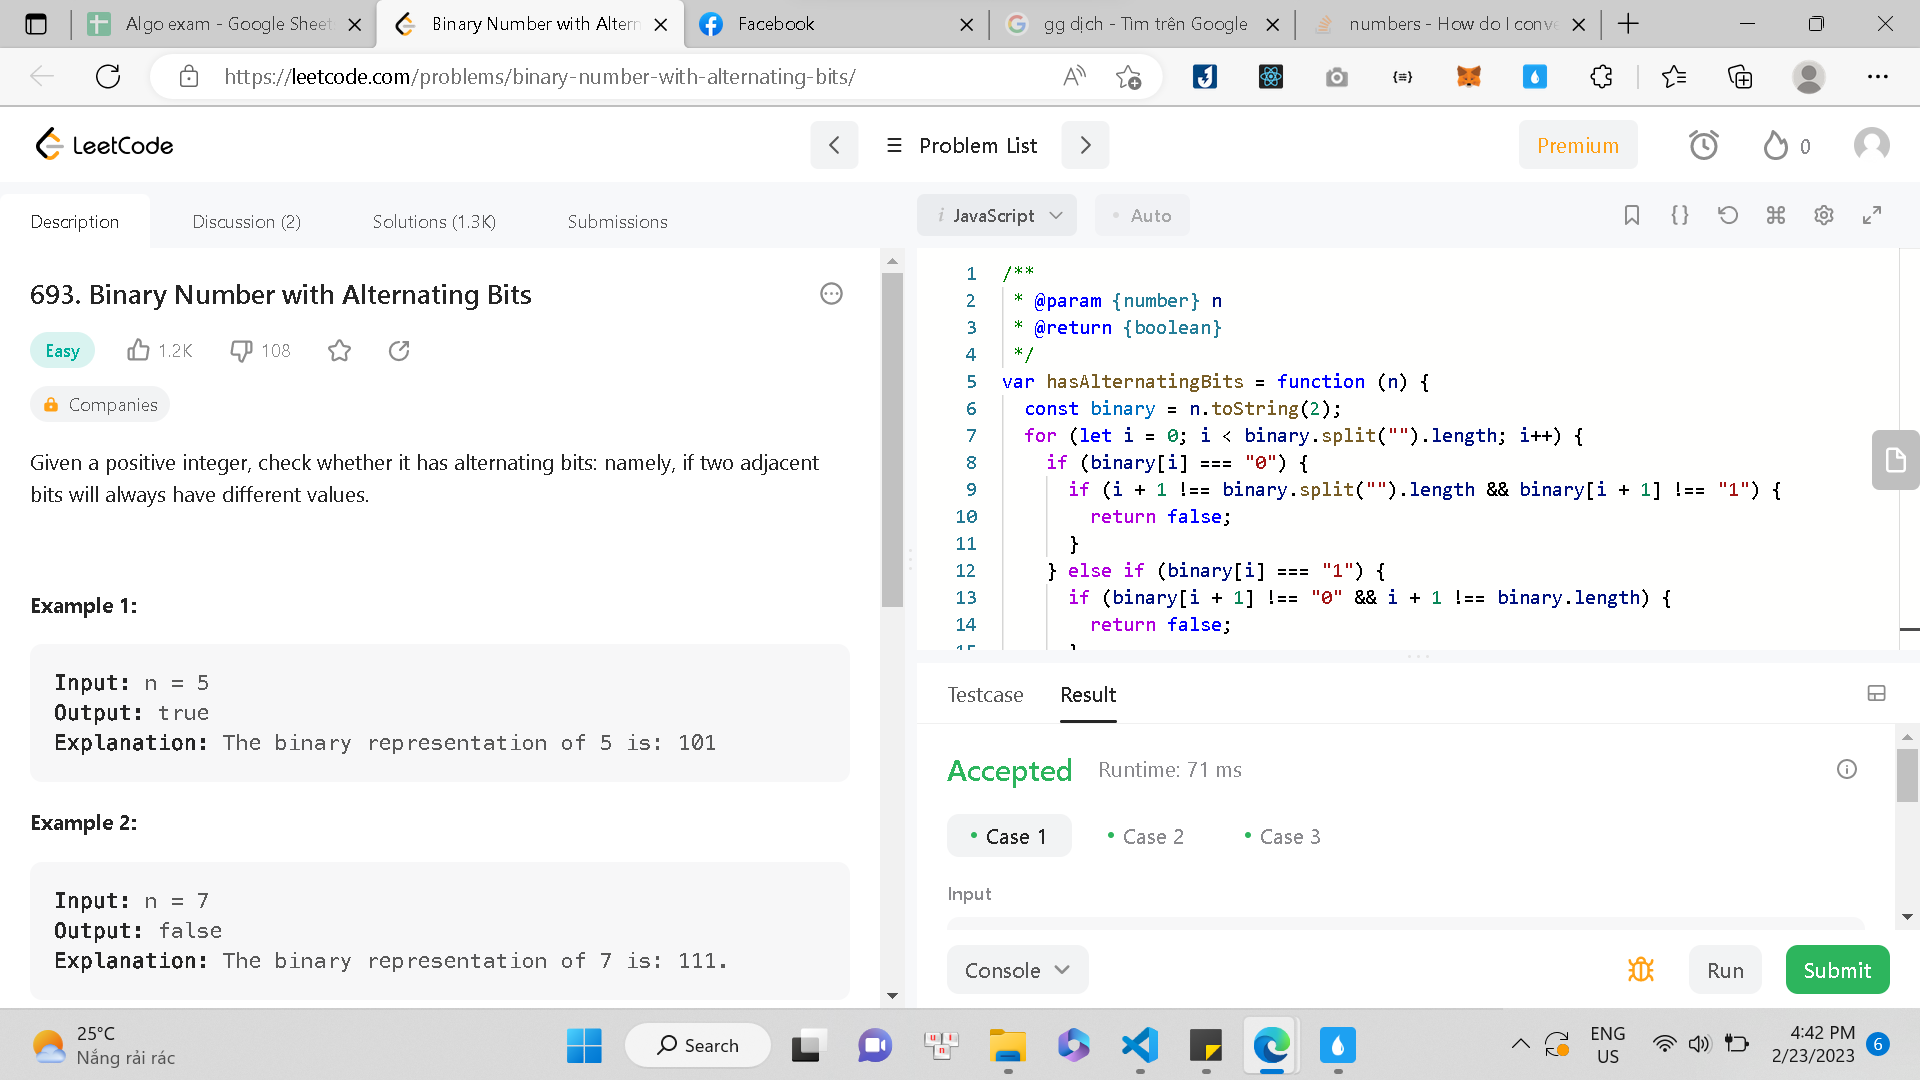 Algo exam - Google Sheet
Binary Number with Altern
Facebook
gg dịch - Tìm trên Google
numbers - How do I conve
https://leetcode.com/problems/binary-number-with-alternating-bits/
LeetCode
Problem List
Premium
0
Description
Discussion (2)
Solutions (1.3K)
Submissions
i JavaScript
• Auto
693. Binary Number with Alternating Bits
Easy
1.2K
108
Companies
Given a positive integer, check whether it has alternating bits: namely, if two adjacent
bits will always have different values.
Example 1:
Input: n = 5
Output: true
Explanation: The binary representation of 5 is: 101
Example 2:
Input: n = 7
Output: false
Explanation: The binary representation of 7 is: 111.
1 /**
2  * @param {number} n
3  * @return {boolean}
4  */
5 var hasAlternatingBits = function (n) {
6   const binary = n.toString(2);
7   for (let i = 0; i < binary.split("").length; i++) {
8     if (binary[i] === "0") {
9       if (i + 1 !== binary.split("").length && binary[i + 1] !== "1") {
10         return false;
11       }
12     } else if (binary[i] === "1") {
13       if (binary[i + 1] !== "0" && i + 1 !== binary.length) {
14         return false;
15       }
Testcase
Result
Accepted
Runtime: 71 ms
• Case 1
• Case 2
• Case 3
Input
Console
Run
Submit
25°C
Nắng rải rác
Search
ENG
US
4:42 PM
2/23/2023
6